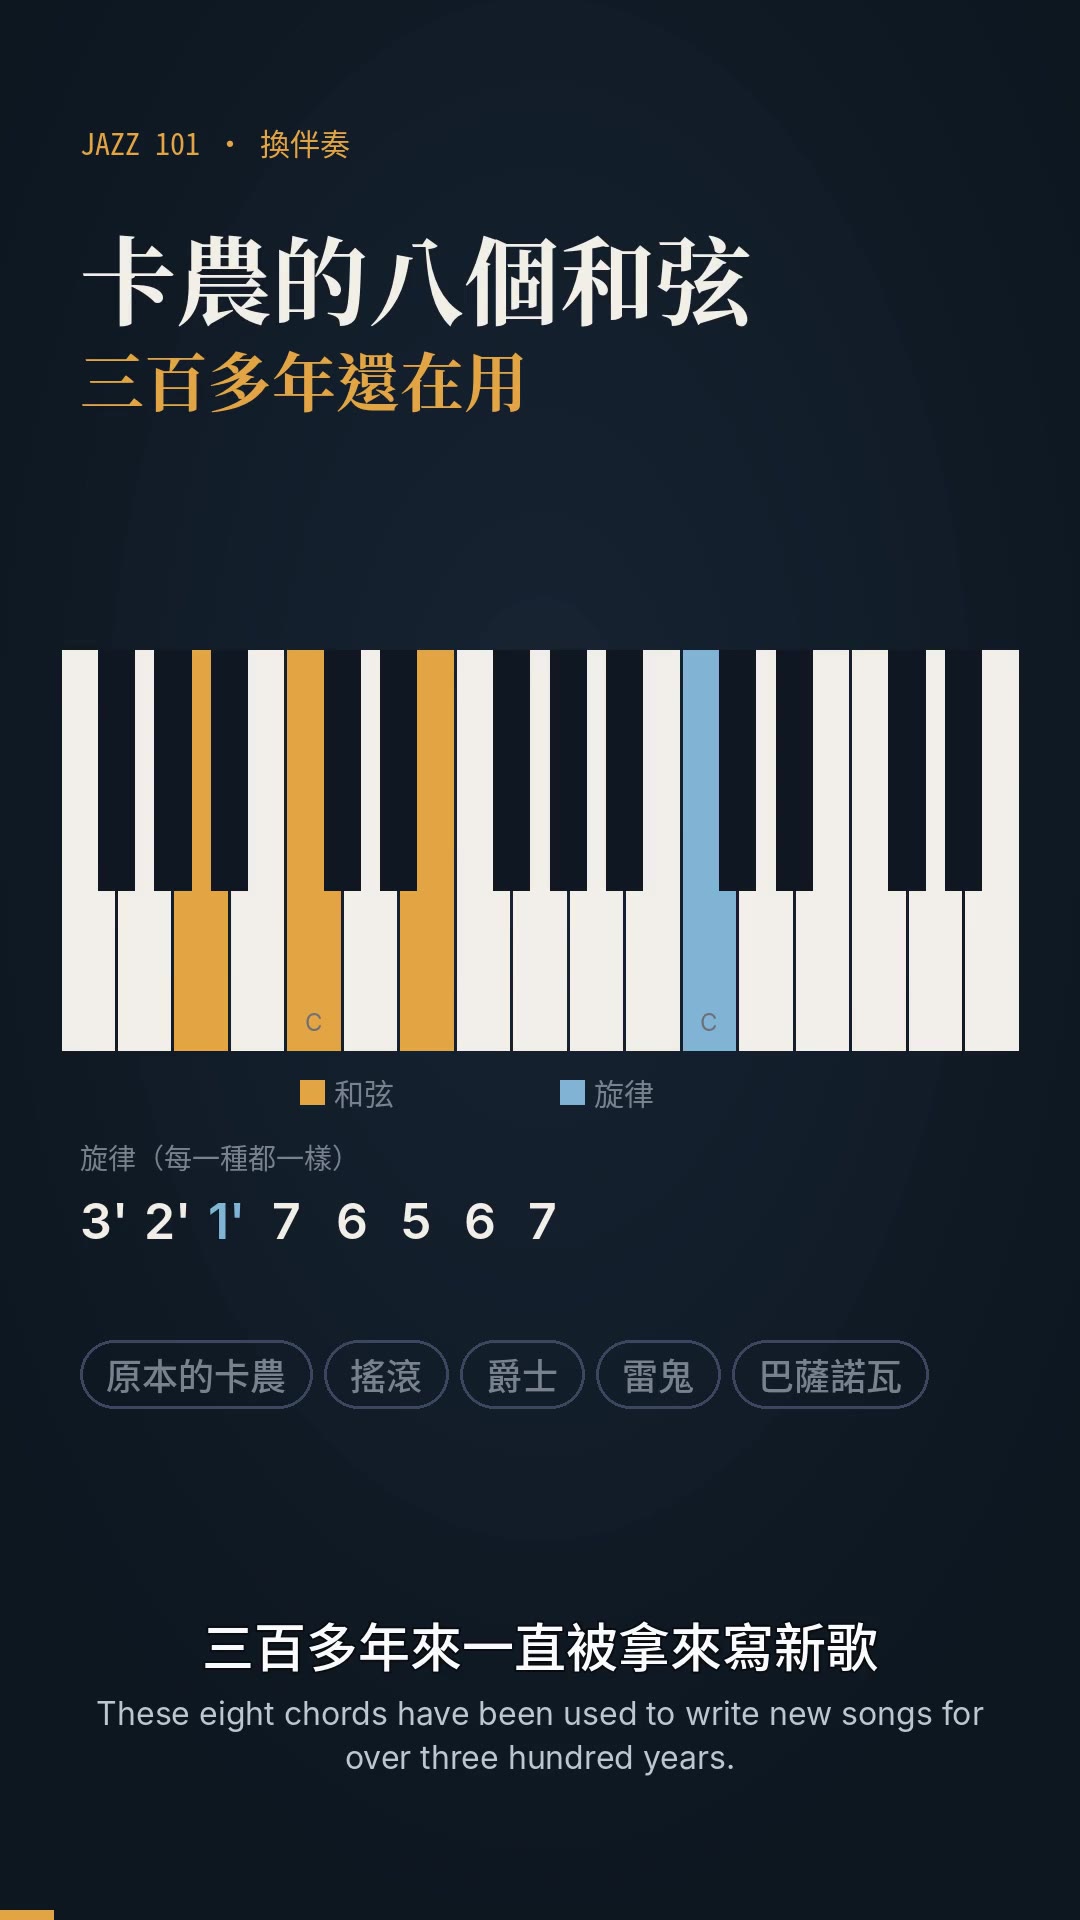 JAZZ 101 · 換伴奏
卡農的八個和弦
三百多年還在用
C C
和弦 旋律
旋律（每一種都一樣）
3' 2' 1' 7 6 5 6 7
原本的卡農 搖滾 爵士 雷鬼 巴薩諾瓦
三百多年來一直被拿來寫新歌
These eight chords have been used to write new songs for
over three hundred years.